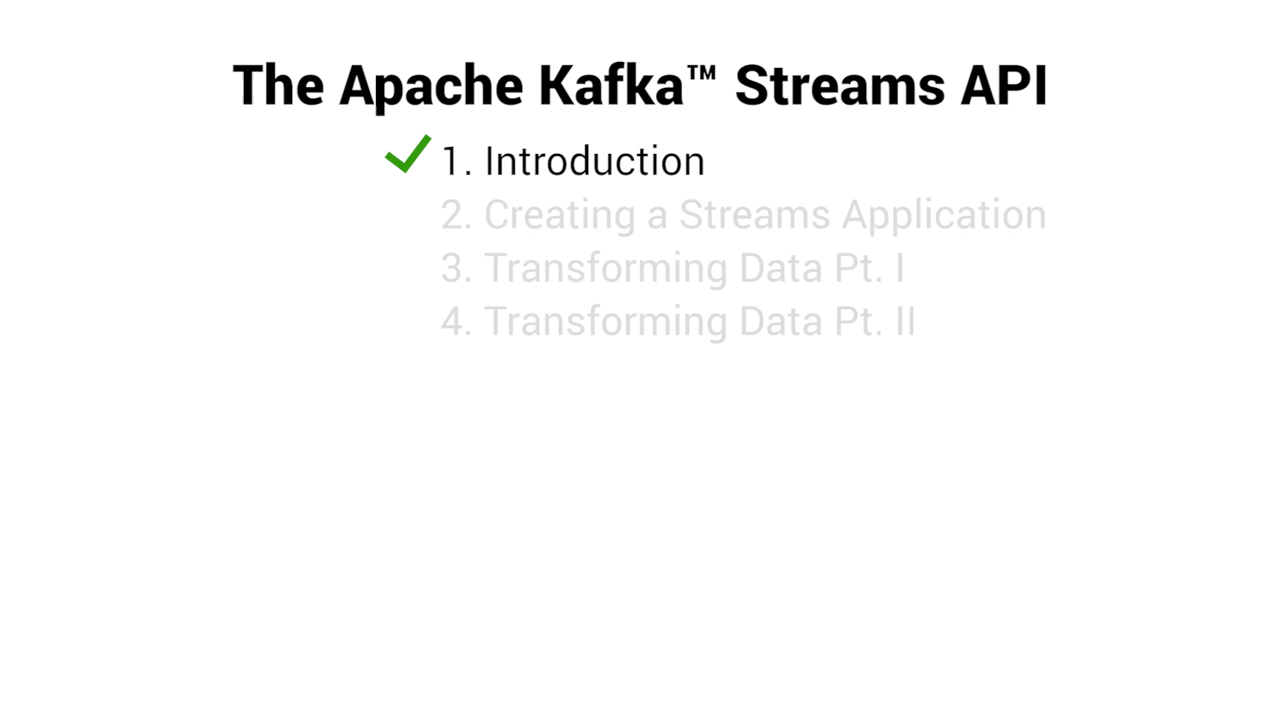 The Apache Kafka™ Streams API
1. Introduction
2. Creating a Streams Application
3. Transforming Data Pt. I
4. Transforming Data Pt. II